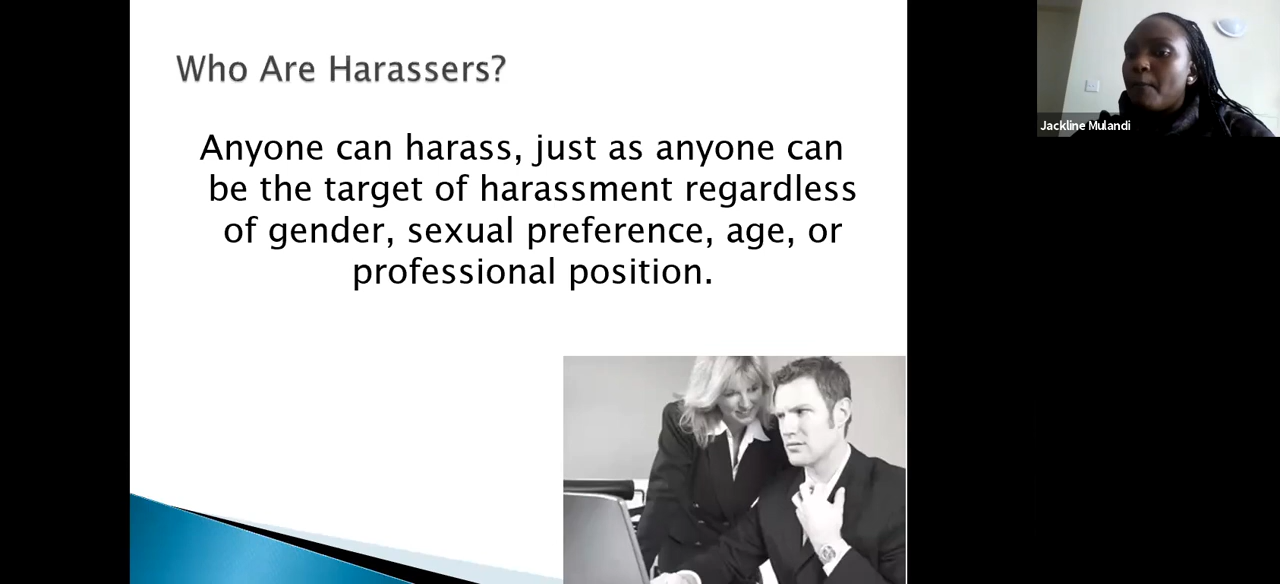 Who Are Harassers?
Anyone can harass, just as anyone can
be the target of harassment regardless
of gender, sexual preference, age, or
professional position.
Jackline Mulandi